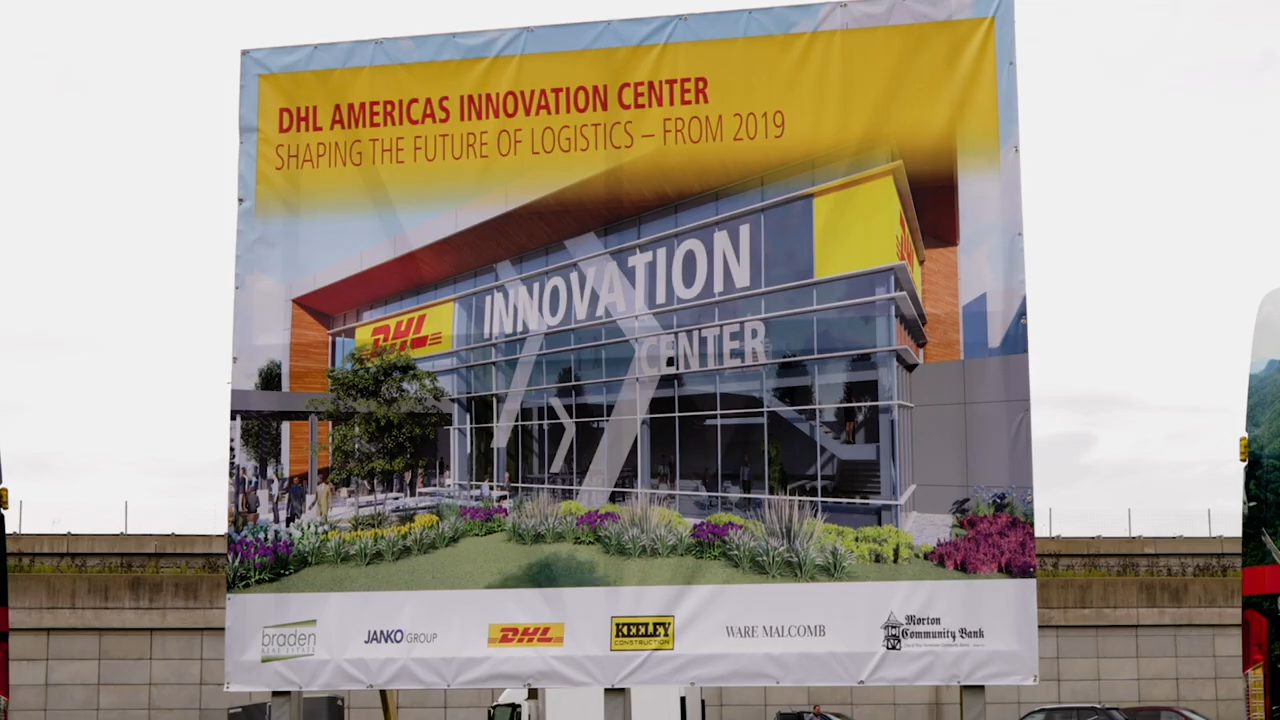 DHL AMERICAS INNOVATION CENTER
SHAPING THE FUTURE OF LOGISTICS – FROM 2019
DHL
INNOVATION
CENTER
DHL
braden
REAL ESTATE
JANKO GROUP
DHL
KEELEY
CONSTRUCTION
WARE MALCOMB
Morton
Community Bank